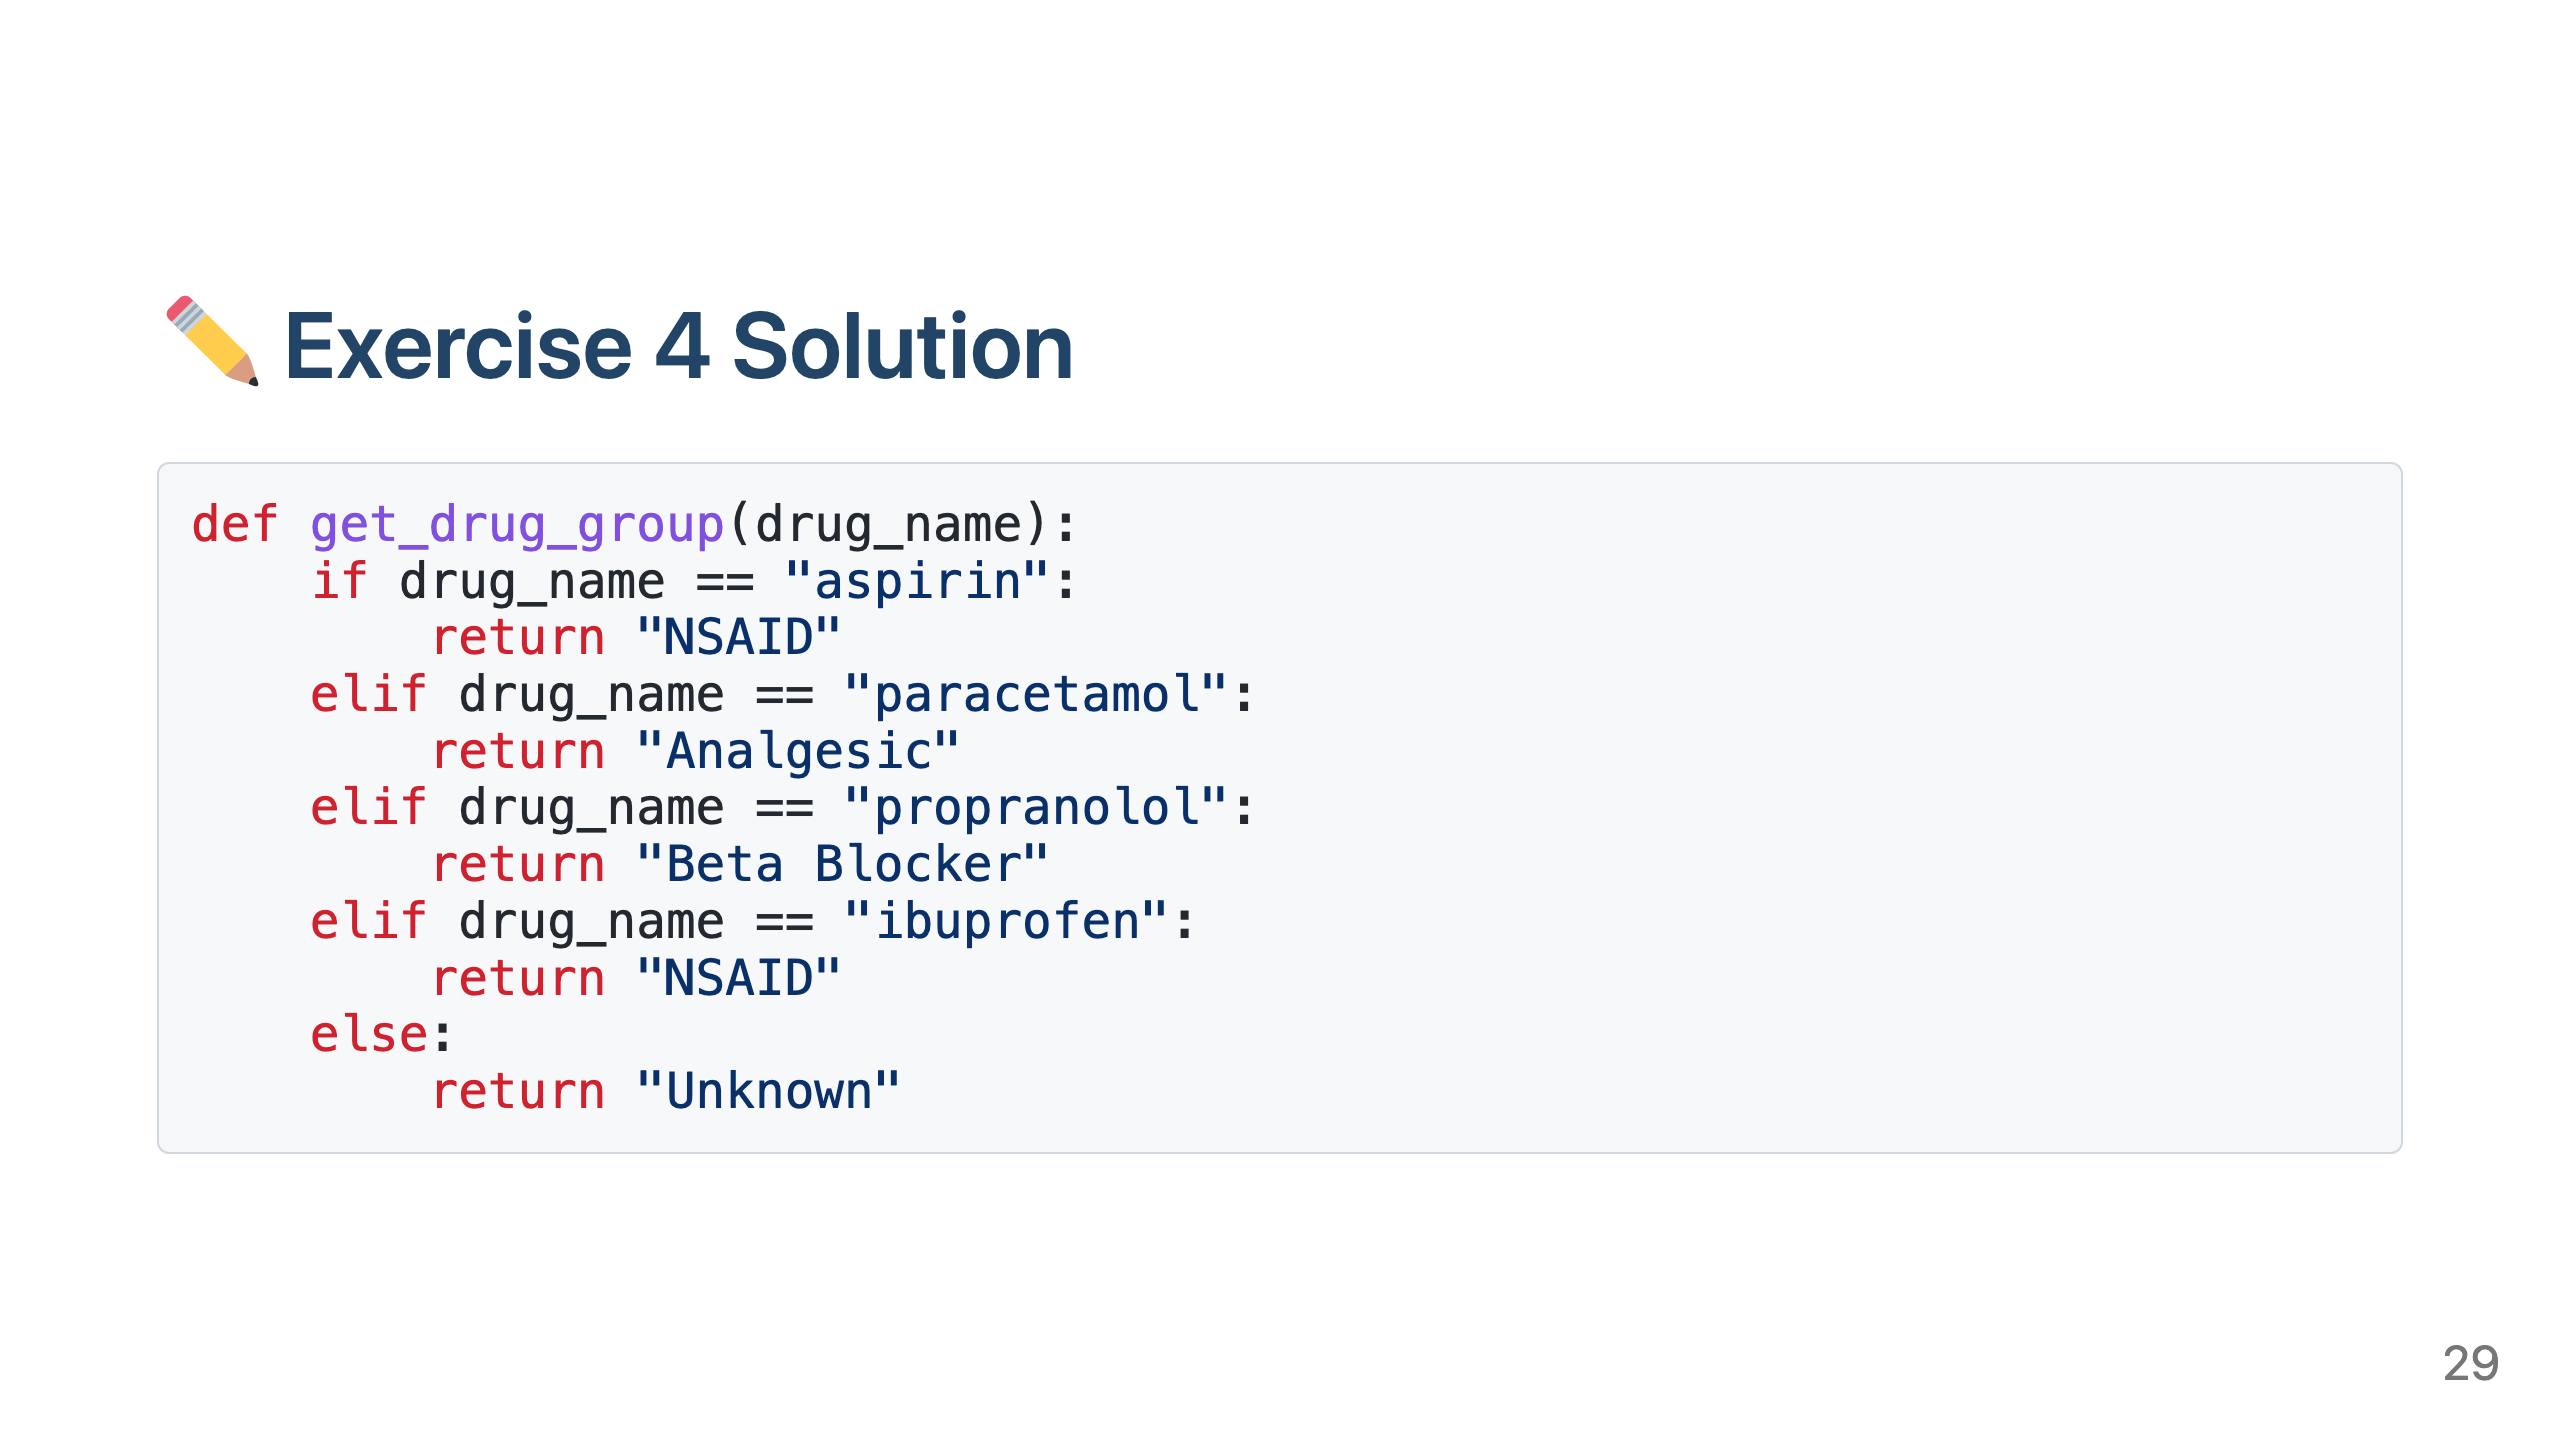 ✏️ Exercise 4 Solution
def get_drug_group(drug_name):
    if drug_name == "aspirin":
        return "NSAID"
    elif drug_name == "paracetamol":
        return "Analgesic"
    elif drug_name == "propranolol":
        return "Beta Blocker"
    elif drug_name == "ibuprofen":
        return "NSAID"
    else:
        return "Unknown"
29